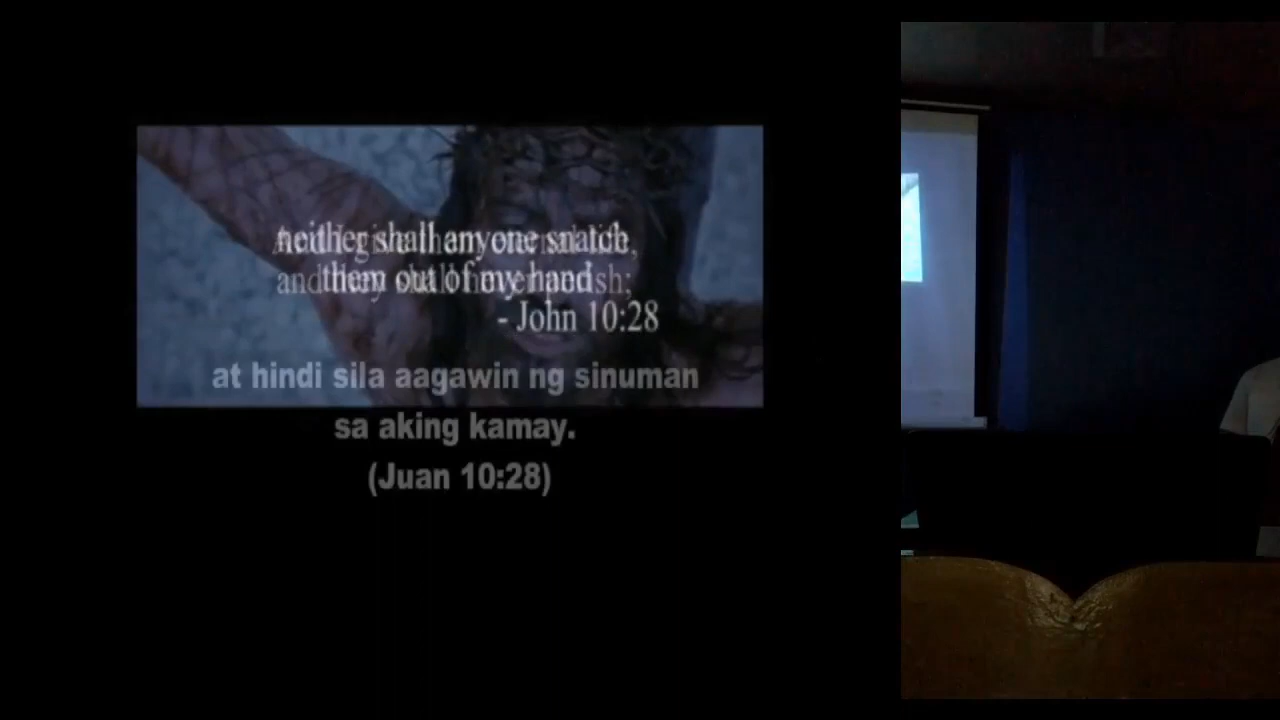 neither shall anyone snatch
them out of my hand
- John 10:28
at hindi sila aagawin ng sinuman
sa aking kamay.
(Juan 10:28)